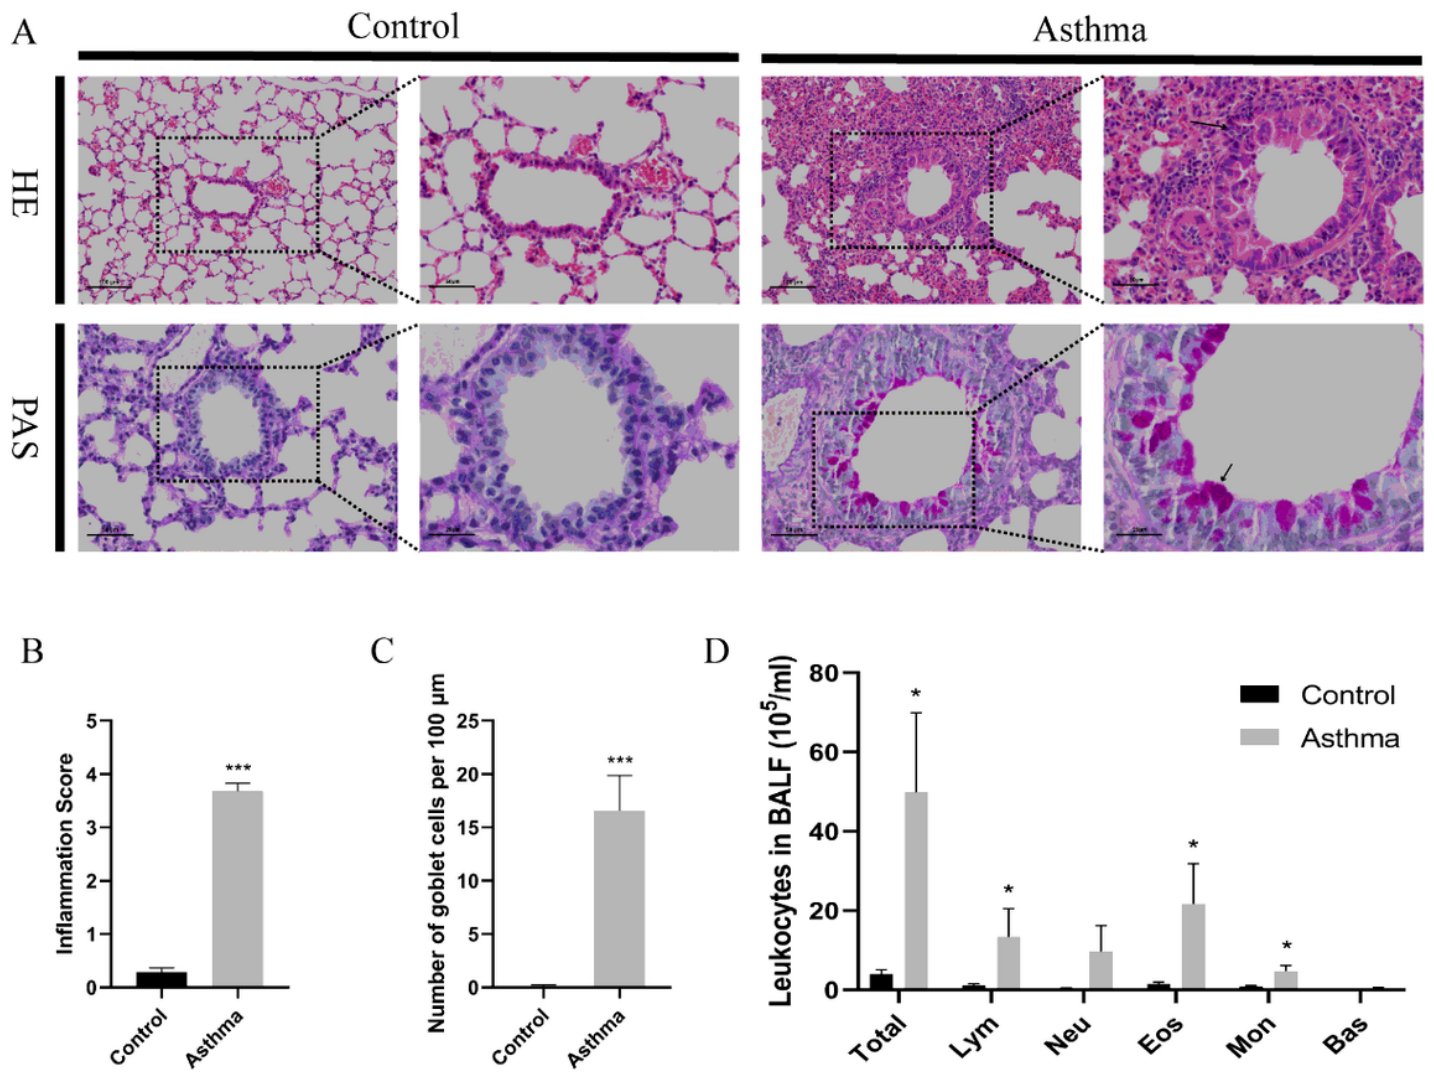 A
Control
Asthma
HE
PAS
B
C
D
Inflammation Score
5
4
3
2
1
0
***
Control
Asthma
Number of goblet cells per 100 μm
25
20
15
10
5
0
***
Control
Asthma
Leukocytes in BALF (10⁵/ml)
80
60
40
20
0
*
*
*
*
Control
Asthma
Total
Lym
Neu
Eos
Mon
Bas